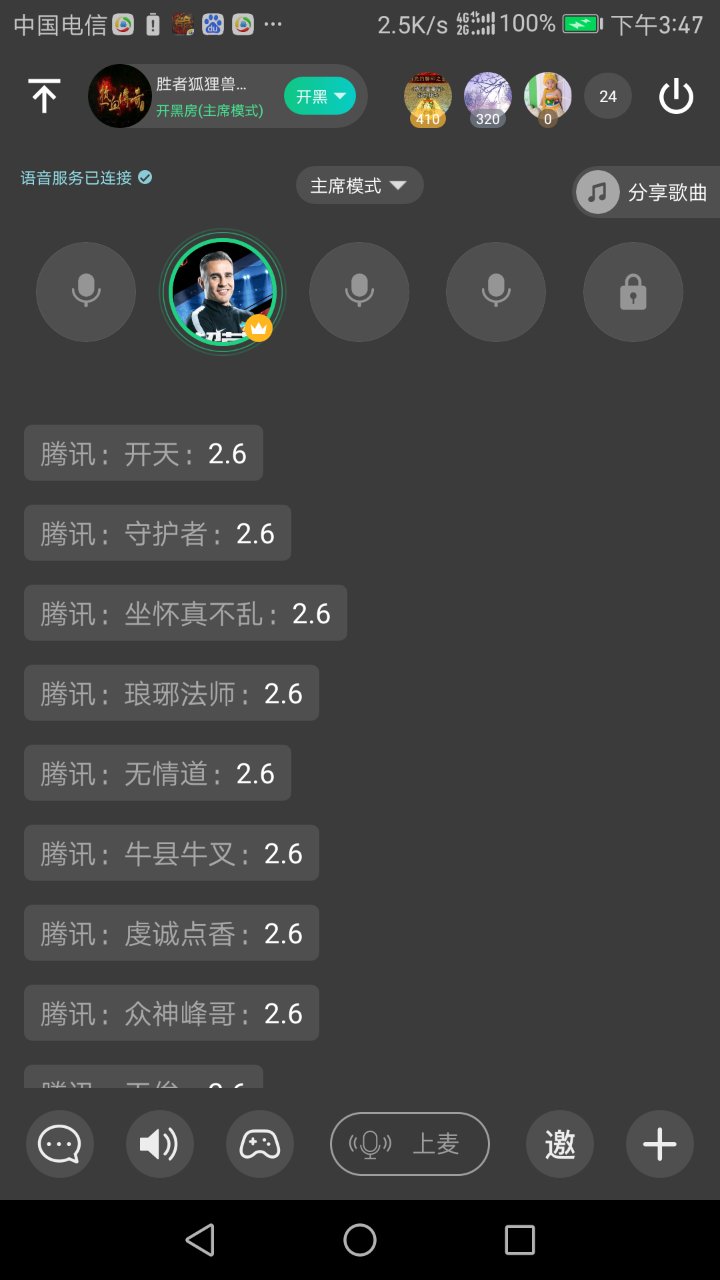 中国电信 ... 2.5K/s 4G 2G 100% 下午3:47
胜者狐狸兽...
开黑房(主席模式)
开黑
410 320 0 24
语音服务已连接
主席模式
分享歌曲
腾讯: 开天: 2.6
腾讯: 守护者: 2.6
腾讯: 坐怀真不乱: 2.6
腾讯: 琅琊法师: 2.6
腾讯: 无情道: 2.6
腾讯: 牛县牛叉: 2.6
腾讯: 虔诚点香: 2.6
腾讯: 众神峰哥: 2.6
上麦 邀